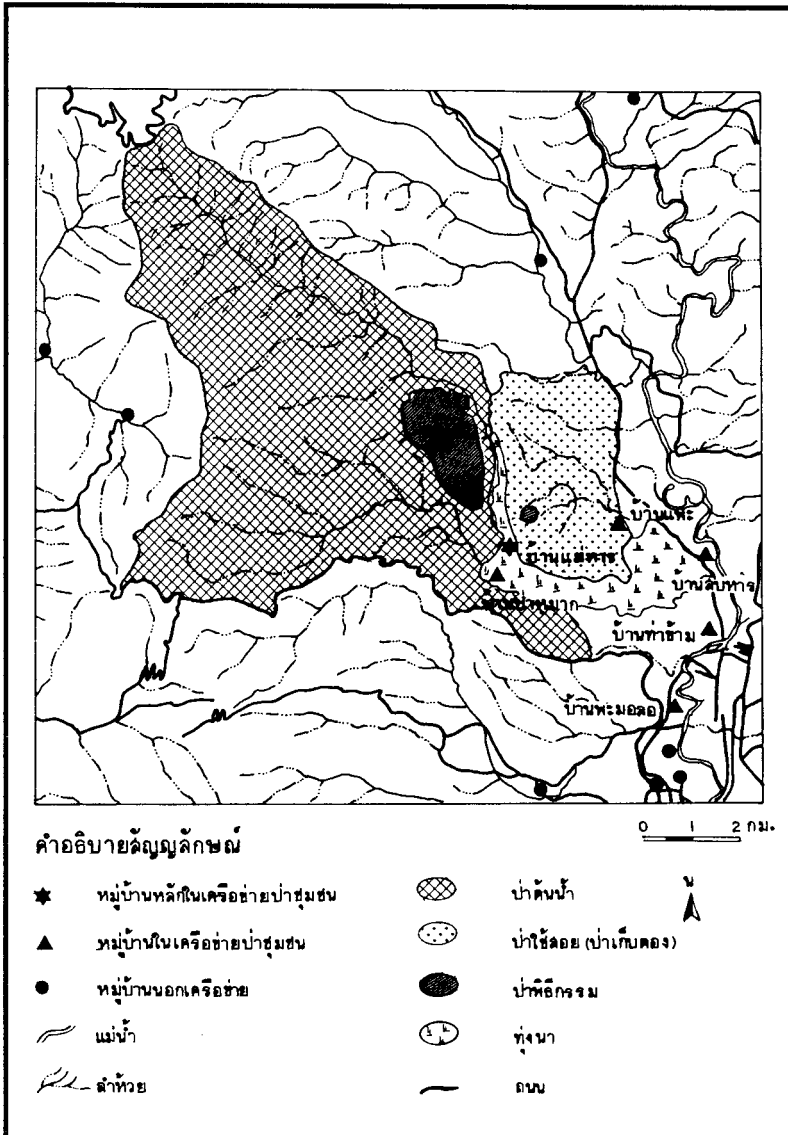 บ้านแพะ
บ้านแม่หาร
บ้านสบหาร
บ้านท่าข้าม
บ้านพะมอลอ
0 1 2 กม.
คำอธิบายสัญญลักษณ์
หมู่บ้านหลักในเครือข่ายป่าชุมชน
ป่าต้นน้ำ
น
หมู่บ้านในเครือข่ายป่าชุมชน
ป่าใช้สอย (ป่าเก็บตอง)
หมู่บ้านนอกเครือข่าย
ป่าพิธีกรรม
แม่น้ำ
ทุ่งนา
ลำห้วย
ถนน